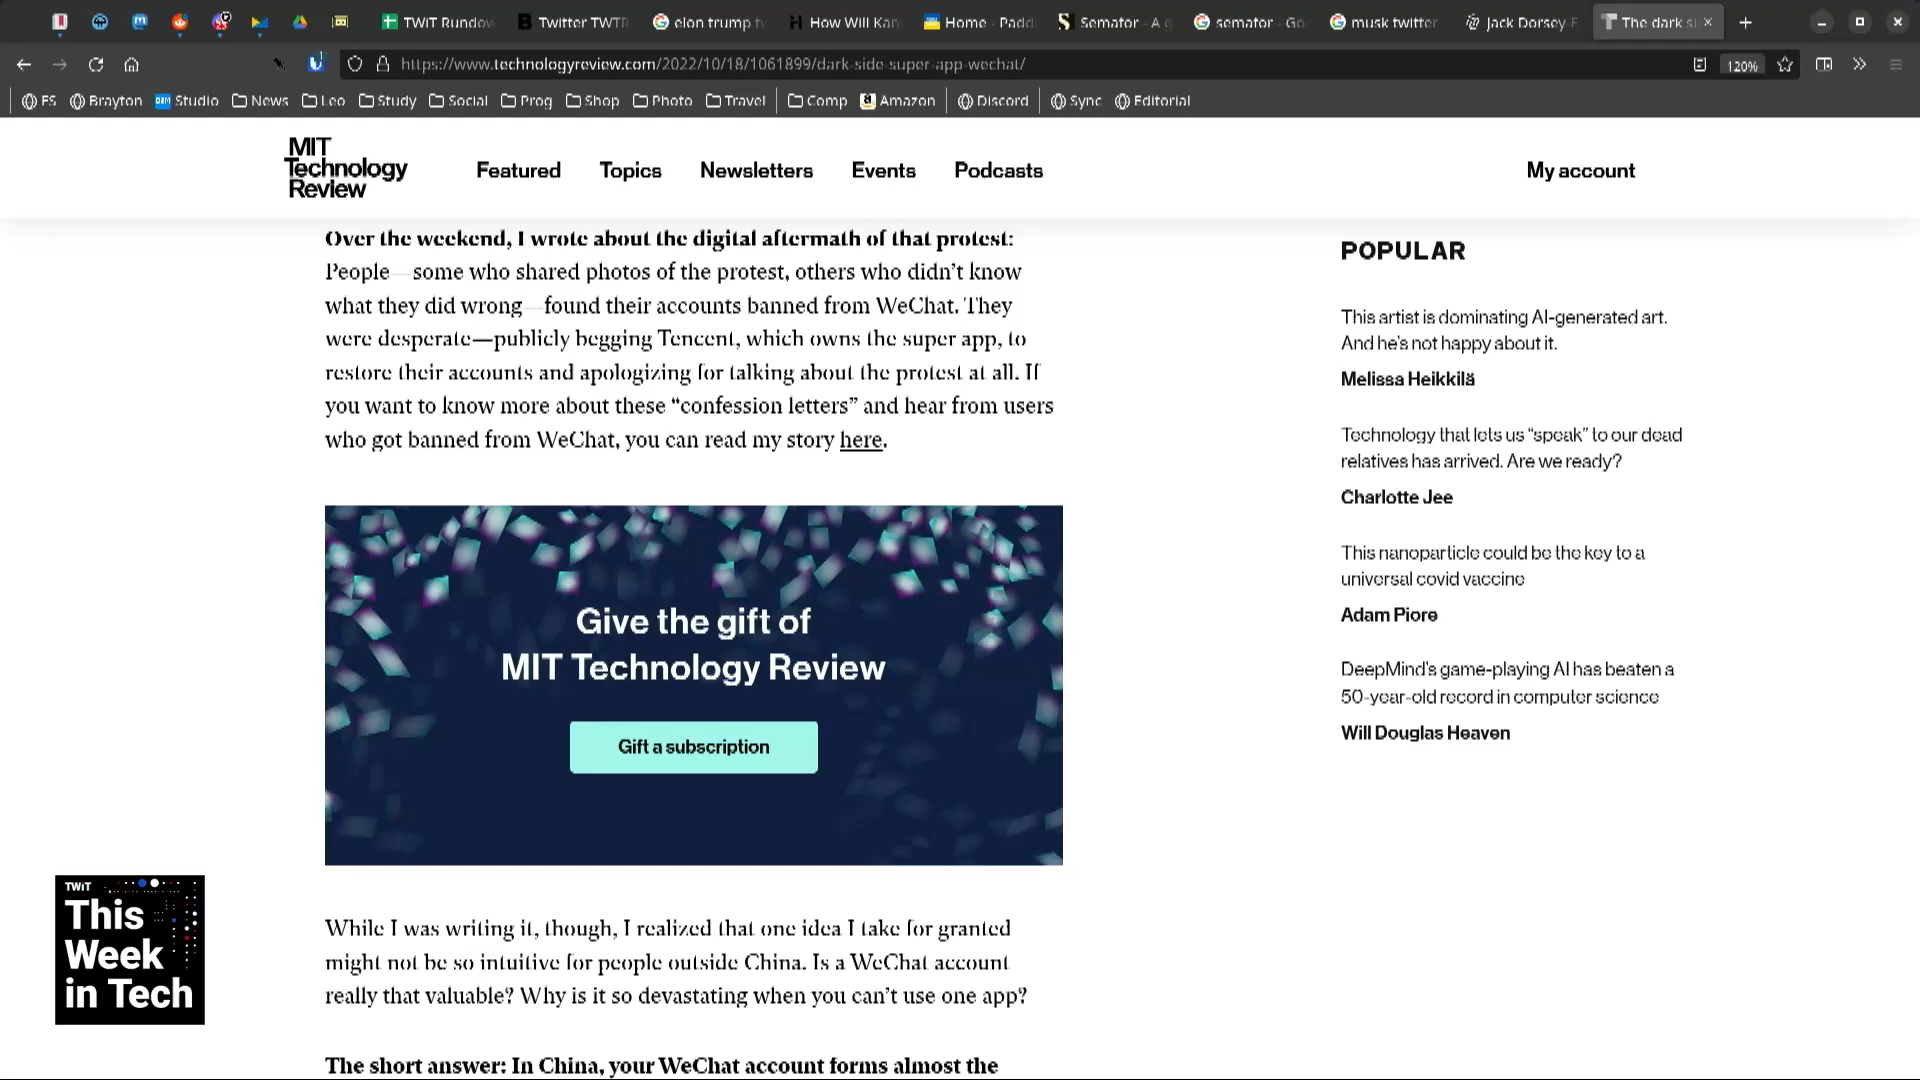 TWiT Rundow
Twitter TWTR
elon trump tw
How Will Kan
Home - Paddi
Semafor - A g
semafor - Go
musk twitter
Jack Dorsey F
The dark si
https://www.technologyreview.com/2022/10/18/1061899/dark-side-super-app-wechat/
120%
FS
Brayton
Studio
News
Leo
Study
Social
Prog
Shop
Photo
Travel
Comp
Amazon
Discord
Sync
Editorial
MIT
Technology
Review
Featured
Topics
Newsletters
Events
Podcasts
My account
Over the weekend, I wrote about the digital aftermath of that protest:
People—some who shared photos of the protest, others who didn’t know
what they did wrong—found their accounts banned from WeChat. They
were desperate—publicly begging Tencent, which owns the super app, to
restore their accounts and apologizing for talking about the protest at all. If
you want to know more about these “confession letters” and hear from users
who got banned from WeChat, you can read my story here.
Give the gift of
MIT Technology Review
Gift a subscription
While I was writing it, though, I realized that one idea I take for granted
might not be so intuitive for people outside China. Is a WeChat account
really that valuable? Why is it so devastating when you can’t use one app?
The short answer: In China, your WeChat account forms almost the
POPULAR
This artist is dominating AI-generated art.
And he’s not happy about it.
Melissa Heikkilä
Technology that lets us “speak” to our dead
relatives has arrived. Are we ready?
Charlotte Jee
This nanoparticle could be the key to a
universal covid vaccine
Adam Piore
DeepMind’s game-playing AI has beaten a
50-year-old record in computer science
Will Douglas Heaven
TWiT
This
Week
in Tech